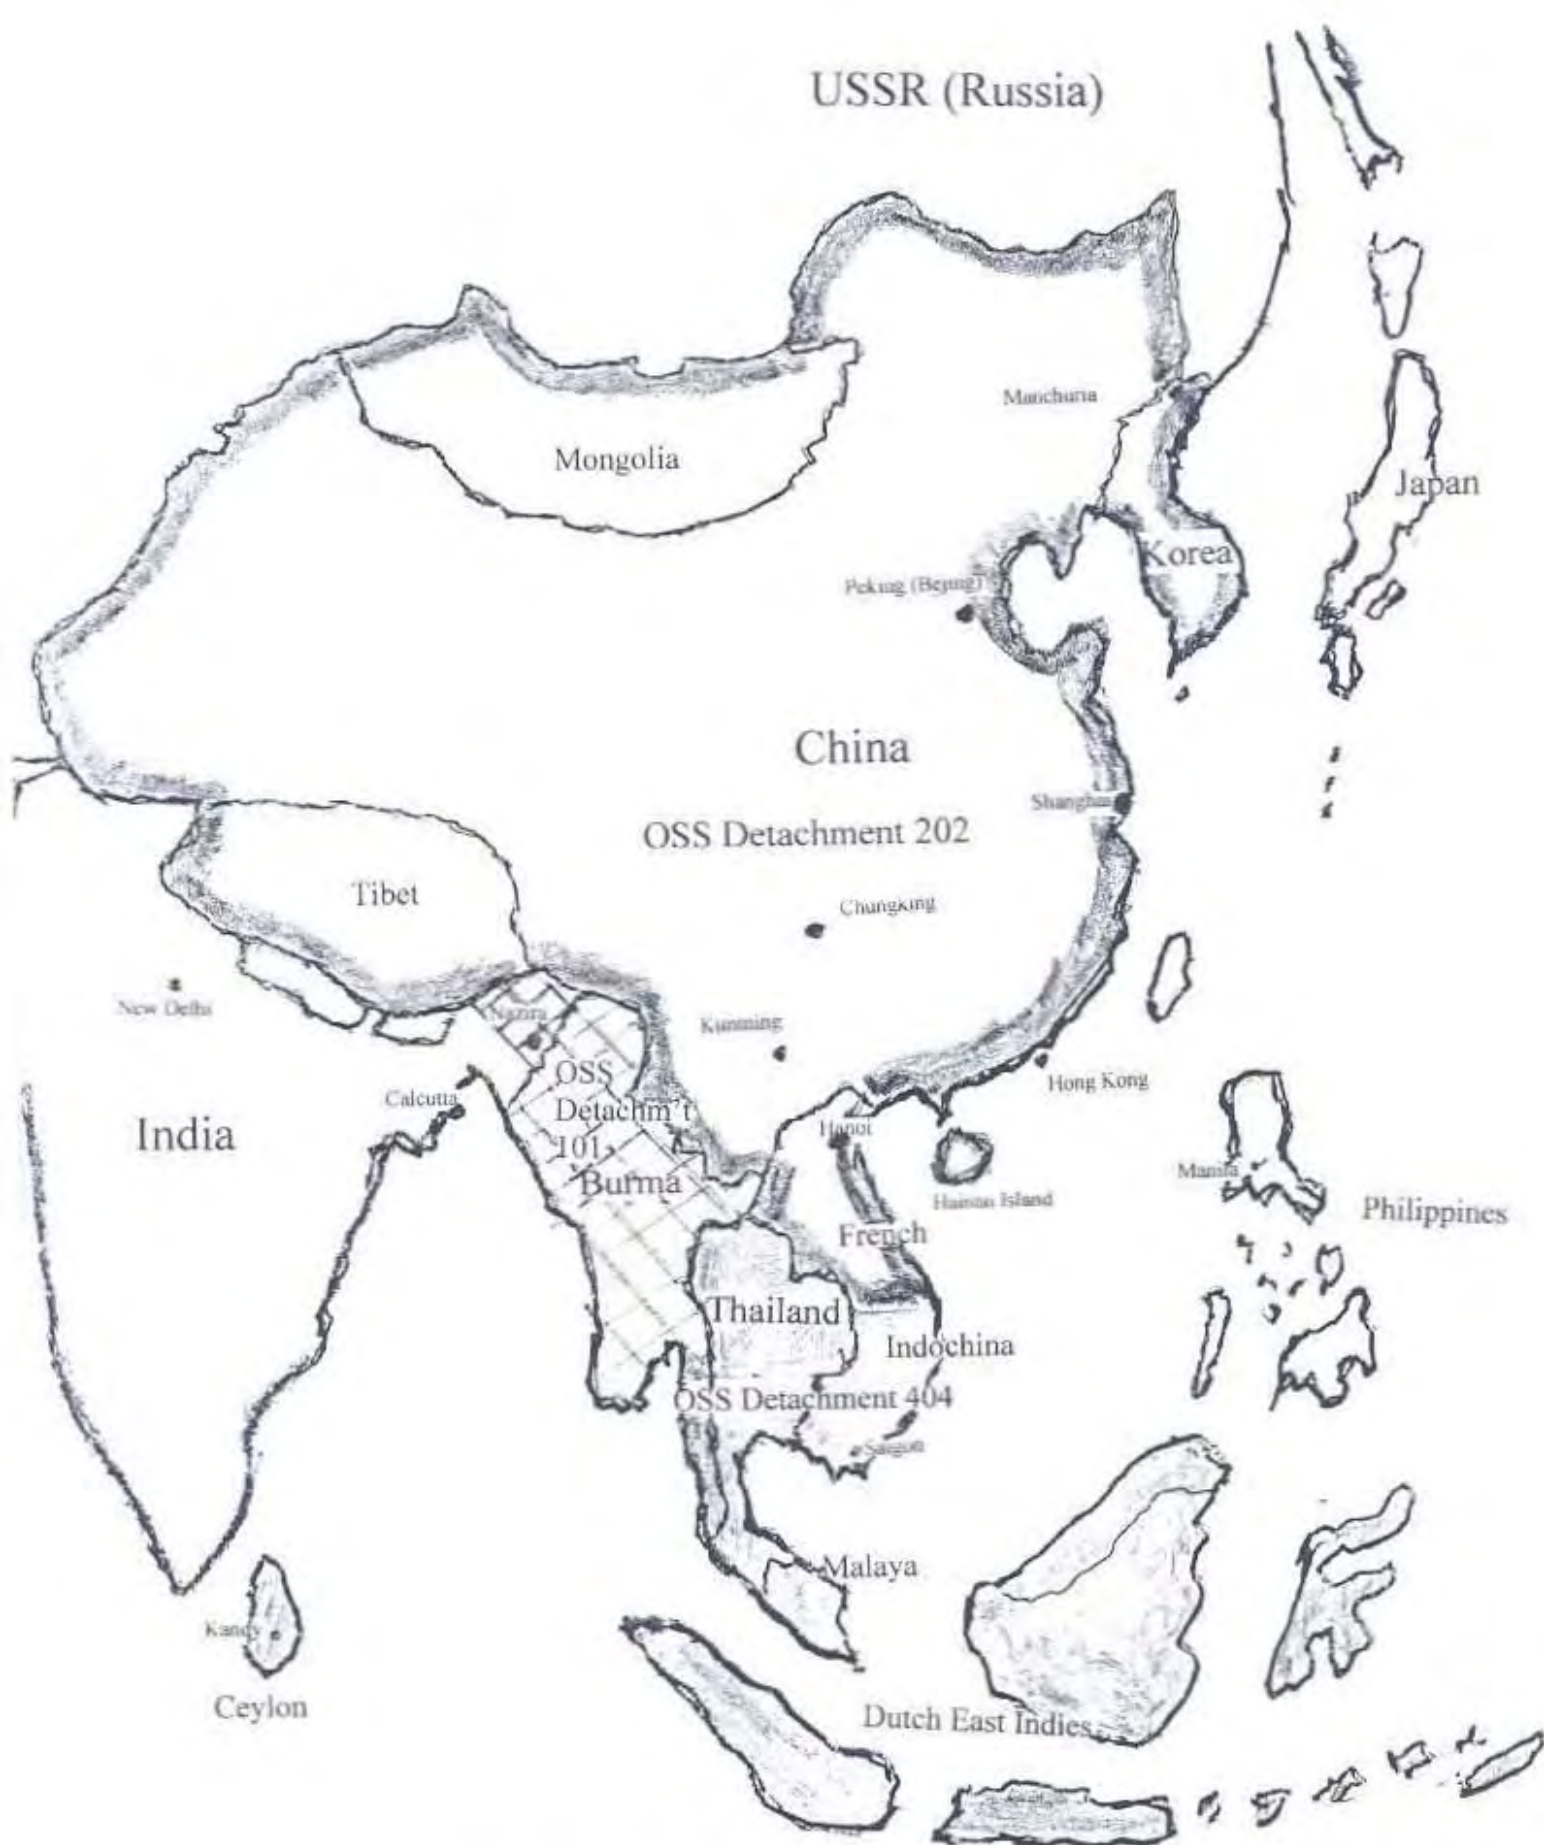 USSR (Russia)
Manchuria
Mongolia
Japan
Korea
Peking (Bejing)
China
Shanghai
OSS Detachment 202
Tibet
Chungking
New Delhi
Nazira
Kunming
OSS
Hong Kong
Calcutta
Detachm't
India
101
Hanoi
Burma
Manila
Hainan Island
Philippines
French
Thailand
Indochina
OSS Detachment 404
Saigon
Malaya
Kandy
Ceylon
Dutch East Indies